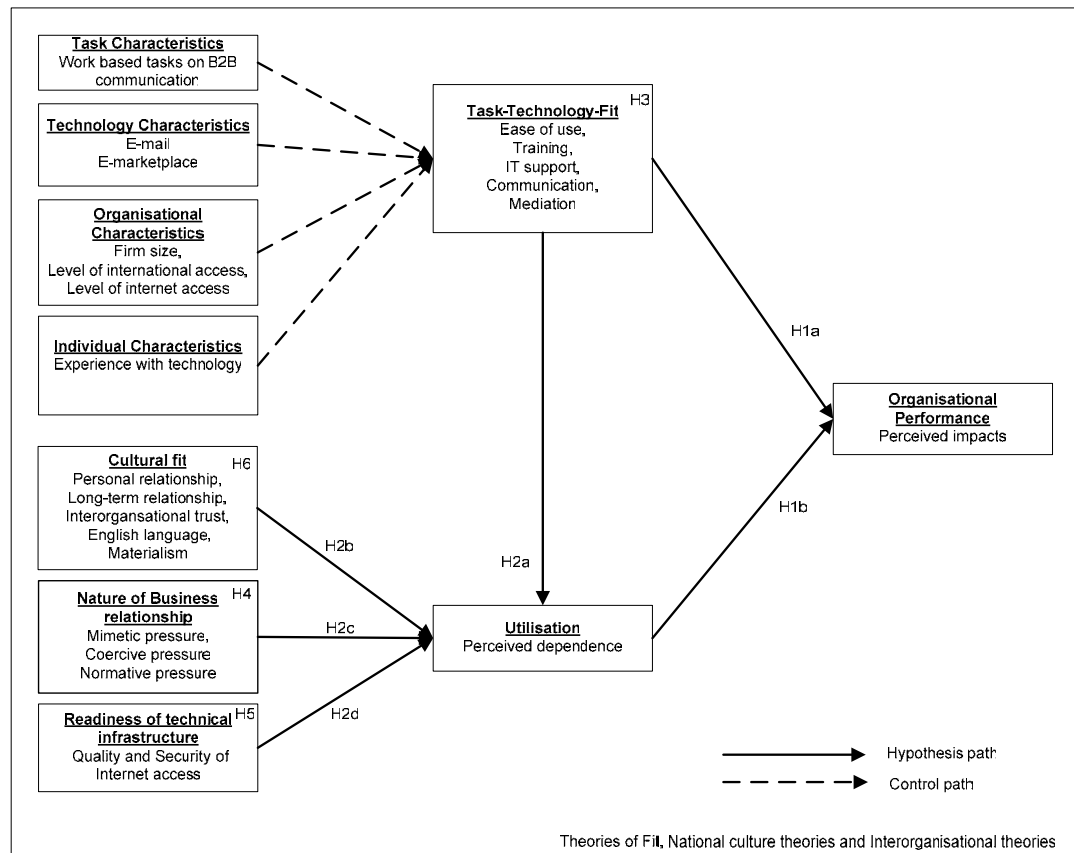 Task Characteristics
Work based tasks on B2B
communication
Technology Characteristics
E-mail
E-marketplace
Organisational
Characteristics
Firm size,
Level of international access,
Level of internet access
Individual Characteristics
Experience with technology
Task-Technology-Fit
H3
Ease of use,
Training,
IT support,
Communication,
Mediation
H1a
Organisational
Performance
Perceived impacts
H1b
Cultural fit
H6
Personal relationship,
Long-term relationship,
Interorgansational trust,
English language,
Materialism
H2b
H2a
Nature of Business
relationship
H4
Mimetic pressure,
Coercive pressure
Normative pressure
H2c
Utilisation
Perceived dependence
Readiness of technical
infrastructure
H5
Quality and Security of
Internet access
H2d
Hypothesis path
Control path
Theories of Fit, National culture theories and Interorganisational theories